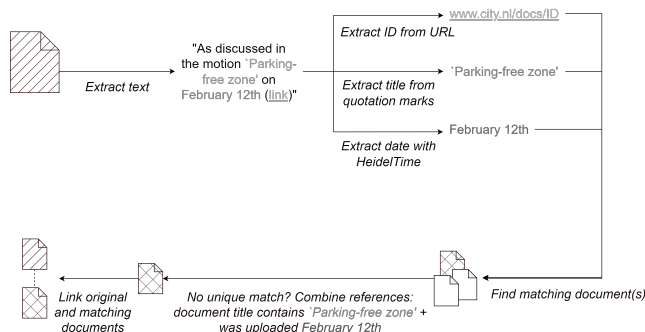 www.city.nl/docs/ID
Extract ID from URL
"As discussed in
the motion `Parking-
free zone' on
February 12th (link)"
Extract text
`Parking-free zone'
Extract title from
quotation marks
February 12th
Extract date with
HeidelTime
Find matching document(s)
No unique match? Combine references:
document title contains `Parking-free zone' +
was uploaded February 12th
Link original
and matching
documents